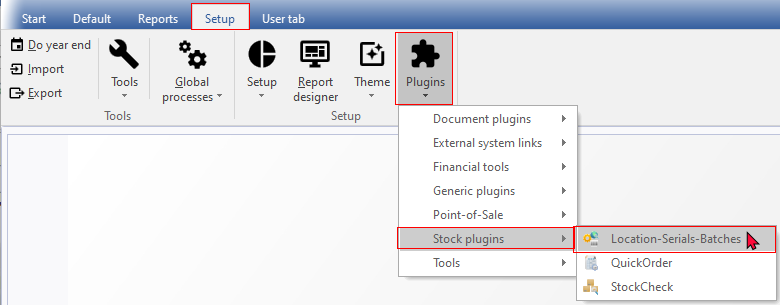 Start Default Reports Setup User tab
Do year end
Import
Export
Tools
Global
processes
Setup
Report
designer
Theme
Plugins
Tools
Setup
Document plugins
External system links
Financial tools
Generic plugins
Point-of-Sale
Stock plugins
Tools
Location-Serials-Batches
QuickOrder
StockCheck